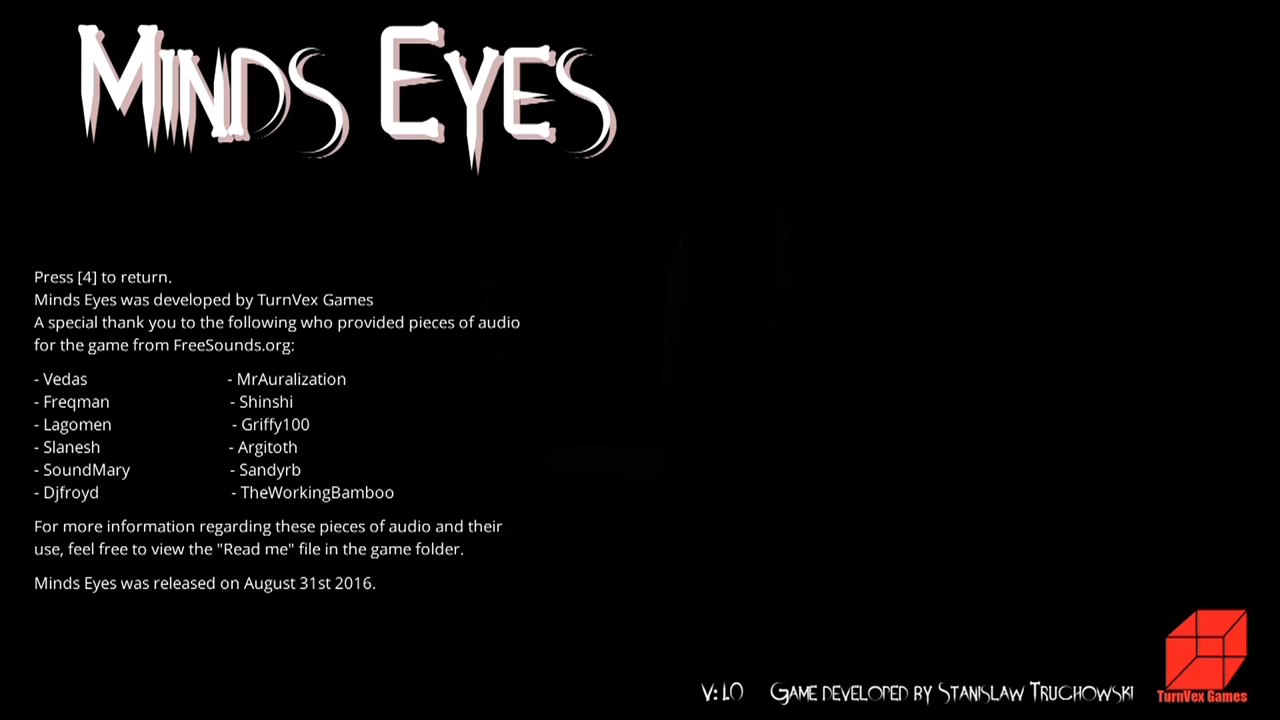 Minds Eyes
Press [4] to return.
Minds Eyes was developed by TurnVex Games
A special thank you to the following who provided pieces of audio
for the game from FreeSounds.org:
- Vedas - MrAuralization
- Freqman - Shinshi
- Lagomen - Griffy100
- Slanesh - Argitoth
- SoundMary - Sandyrb
- Djfroyd - TheWorkingBamboo
For more information regarding these pieces of audio and their
use, feel free to view the "Read me" file in the game folder.
Minds Eyes was released on August 31st 2016.
V: 1.0 Game developed by Stanislaw Truchowski
TurnVex Games